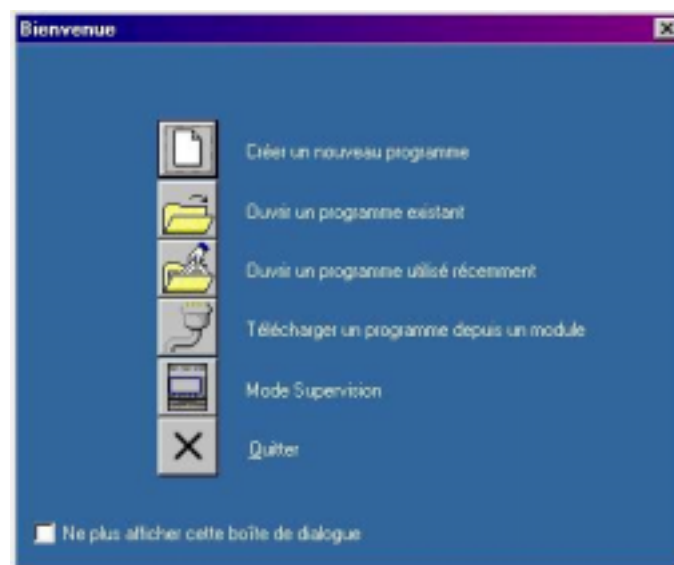 Bienvenue
Créer un nouveau programme
Ouvrir un programme existant
Ouvrir un programme utilisé récemment
Télécharger un programme depuis un module
Mode Supervision
Quitter
Ne plus afficher cette boîte de dialogue